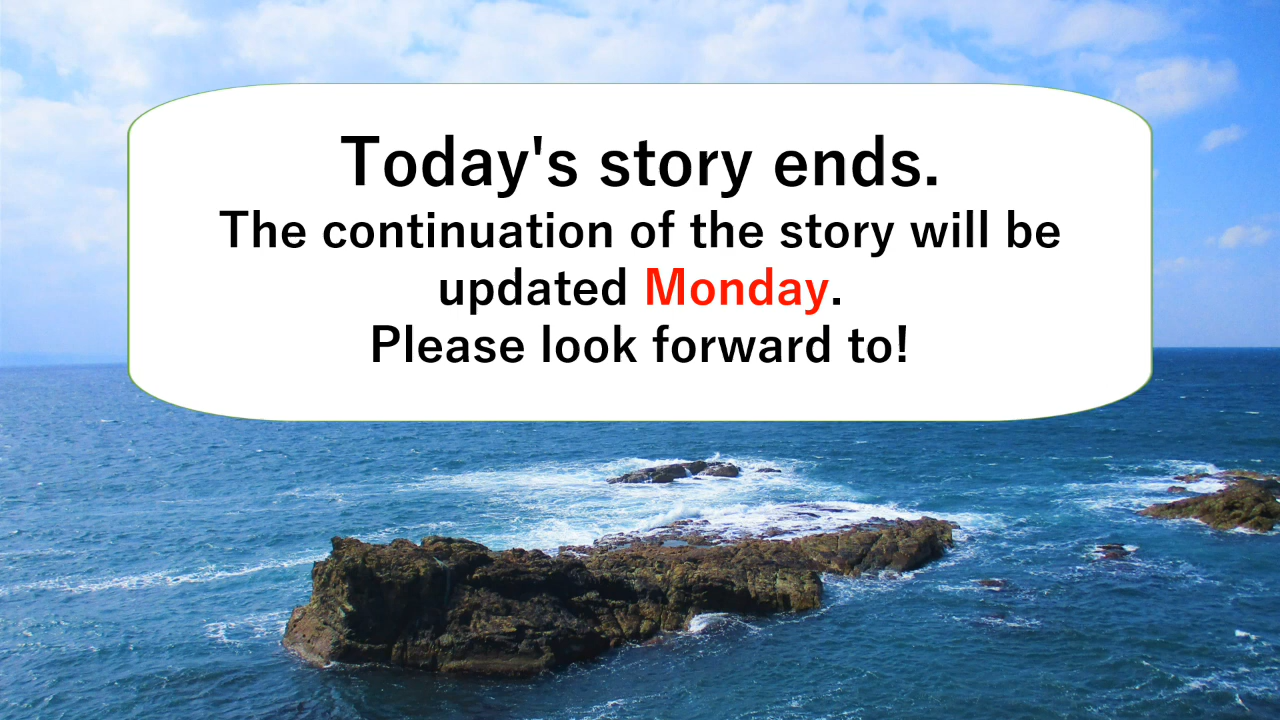 Today's story ends.
The continuation of the story will be
updated Monday.
Please look forward to!